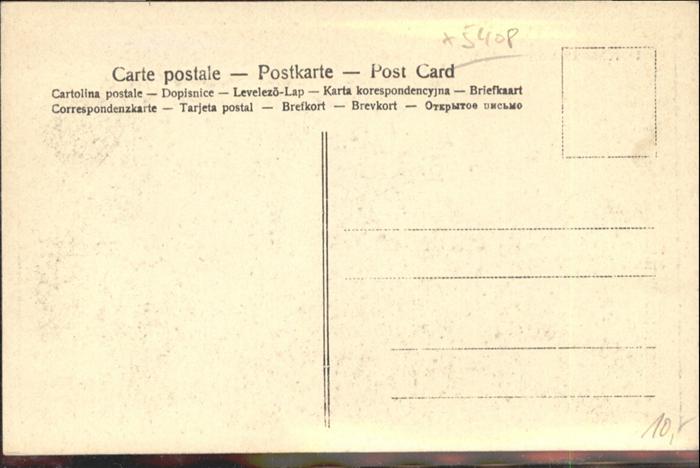 x 5408
Carte postale — Postkarte — Post Card
Cartolina postale — Dopisnice — Levelezõ-Lap — Karta korespondencyjna — Briefkaart
Correspondenzkarte — Tarjeta postal — Brefkort — Brevkort — Открытое письмо
10,-